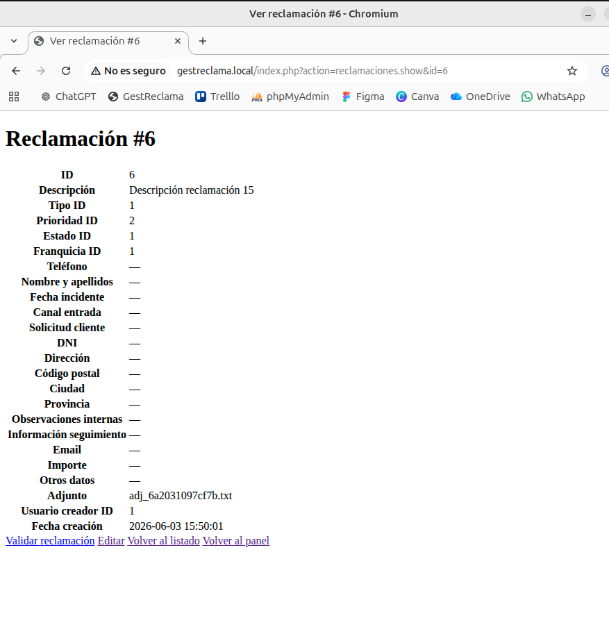 Ver reclamación #6 - Chromium
Ver reclamación #6
No es seguro gestreclama.local/index.php?action=reclamaciones.show&id=6
ChatGPT GestReclama Trelllo phpMyAdmin Figma Canva OneDrive WhatsApp
Reclamación #6
ID 6
Descripción Descripción reclamación 15
Tipo ID 1
Prioridad ID 2
Estado ID 1
Franquicia ID 1
Teléfono —
Nombre y apellidos —
Fecha incidente —
Canal entrada —
Solicitud cliente —
DNI —
Dirección —
Código postal —
Ciudad —
Provincia —
Observaciones internas —
Información seguimiento —
Email —
Importe —
Otros datos —
Adjunto adj_6a2031097cf7b.txt
Usuario creador ID 1
Fecha creación 2026-06-03 15:50:01
Validar reclamación Editar Volver al listado Volver al panel